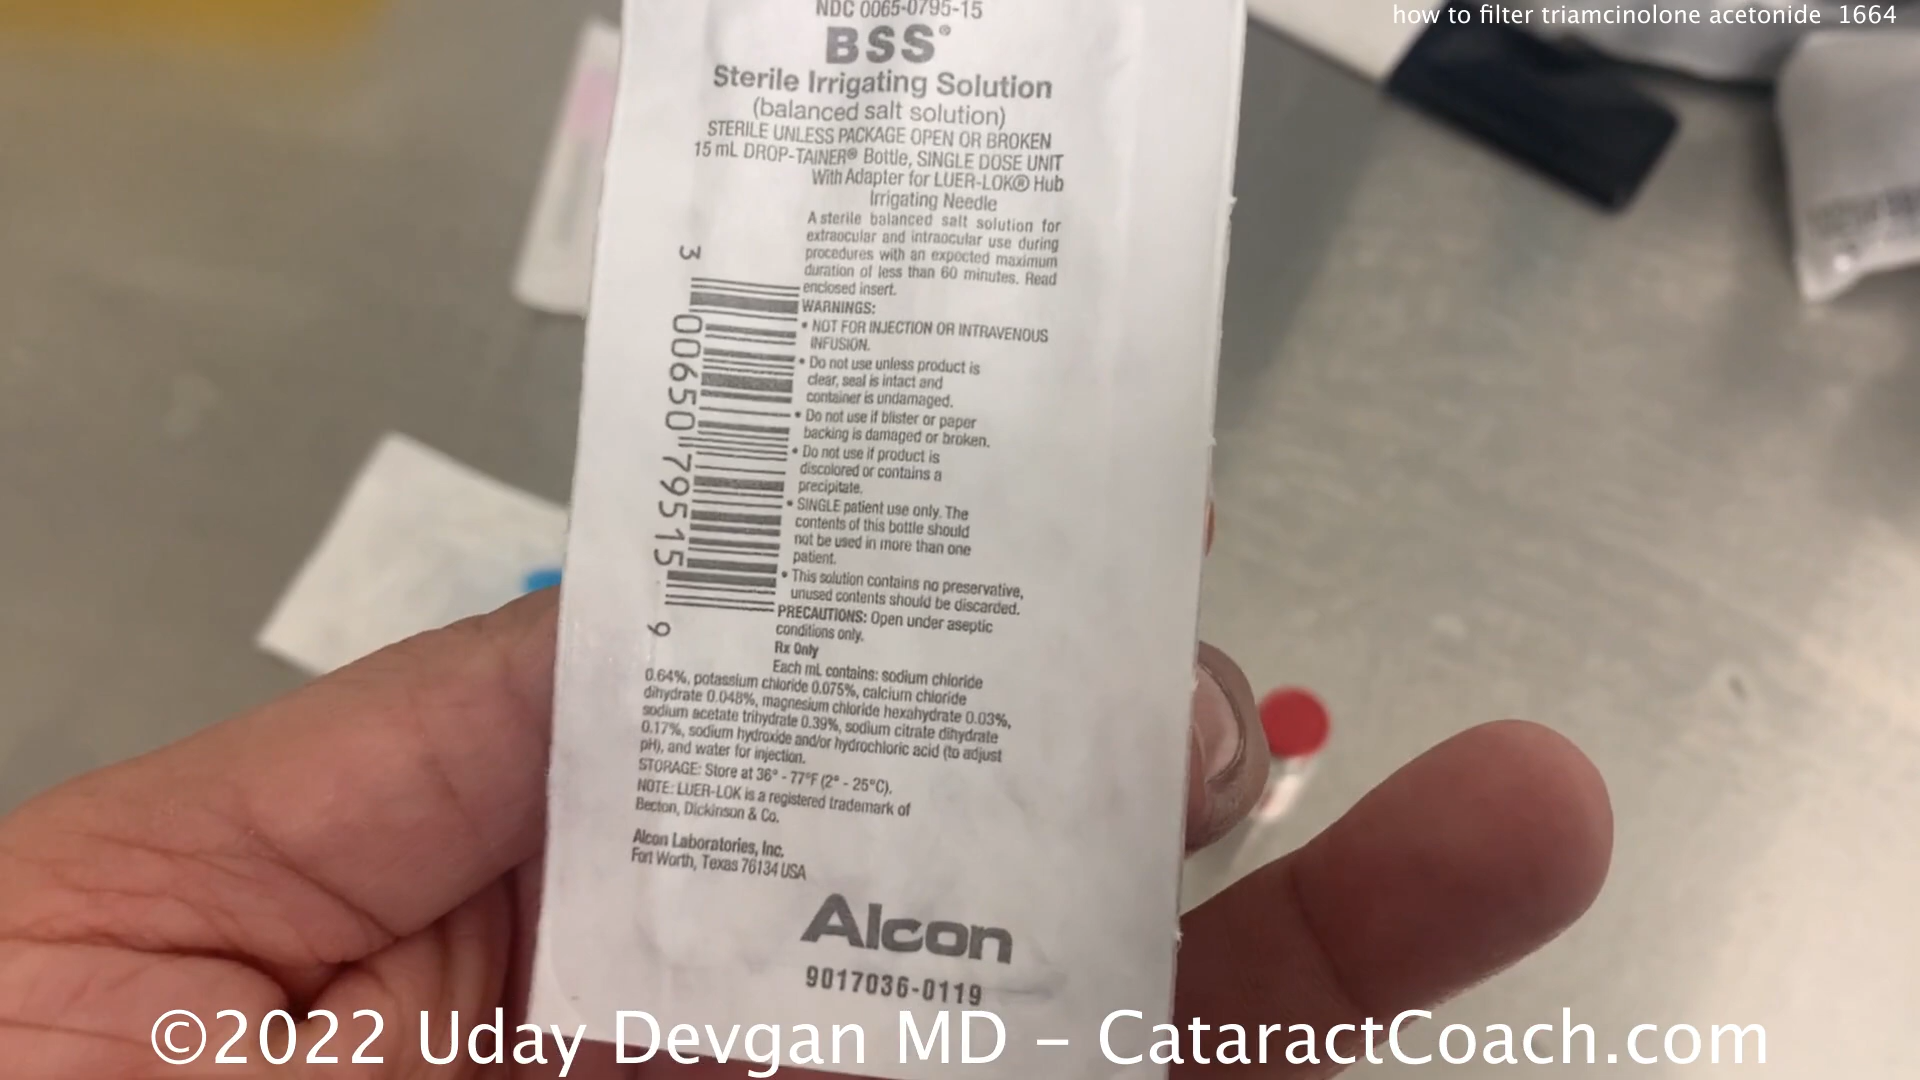 how to filter triamcinolone acetonide 1664
NDC 0065-0795-15
BSS®
Sterile Irrigating Solution
(balanced salt solution)
STERILE UNLESS PACKAGE OPEN OR BROKEN
15 mL DROP-TAINER® Bottle, SINGLE DOSE UNIT
With Adapter for LUER-LOK® Hub
Irrigating Needle
A sterile balanced salt solution for
extraocular and intraocular use during
procedures with an expected maximum
duration of less than 60 minutes. Read
enclosed insert.
WARNINGS:
• NOT FOR INJECTION OR INTRAVENOUS
INFUSION.
• Do not use unless product is
clear, seal is intact and
container is undamaged.
• Do not use if blister or paper
backing is damaged or broken.
• Do not use if product is
discolored or contains a
precipitate.
• SINGLE patient use only. The
contents of this bottle should
not be used in more than one
patient.
• This solution contains no preservative,
unused contents should be discarded.
PRECAUTIONS: Open under aseptic
conditions only.
Rx Only
Each mL contains: sodium chloride
0.64%, potassium chloride 0.075%, calcium chloride
dihydrate 0.048%, magnesium chloride hexahydrate 0.03%,
sodium acetate trihydrate 0.39%, sodium citrate dihydrate
0.17%, sodium hydroxide and/or hydrochloric acid (to adjust
pH), and water for injection.
STORAGE: Store at 36° - 77°F (2° - 25°C).
NOTE: LUER-LOK is a registered trademark of
Becton, Dickinson & Co.
Alcon Laboratories, Inc.
Fort Worth, Texas 76134 USA
3 00650 79515 9
Alcon
9017036-0119
©2022 Uday Devgan MD – CataractCoach.com